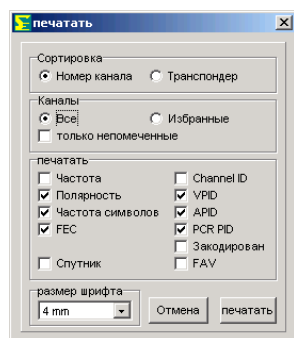 печатать
Сортировка
Номер канала Транспондер
Каналы
Все Избранные
только непомеченные
печатать
Частота Channel ID
Полярность VPID
Частота символов APID
FEC PCR PID
Закодирован
Спутник FAV
размер шрифта
4 mm Отмена печатать